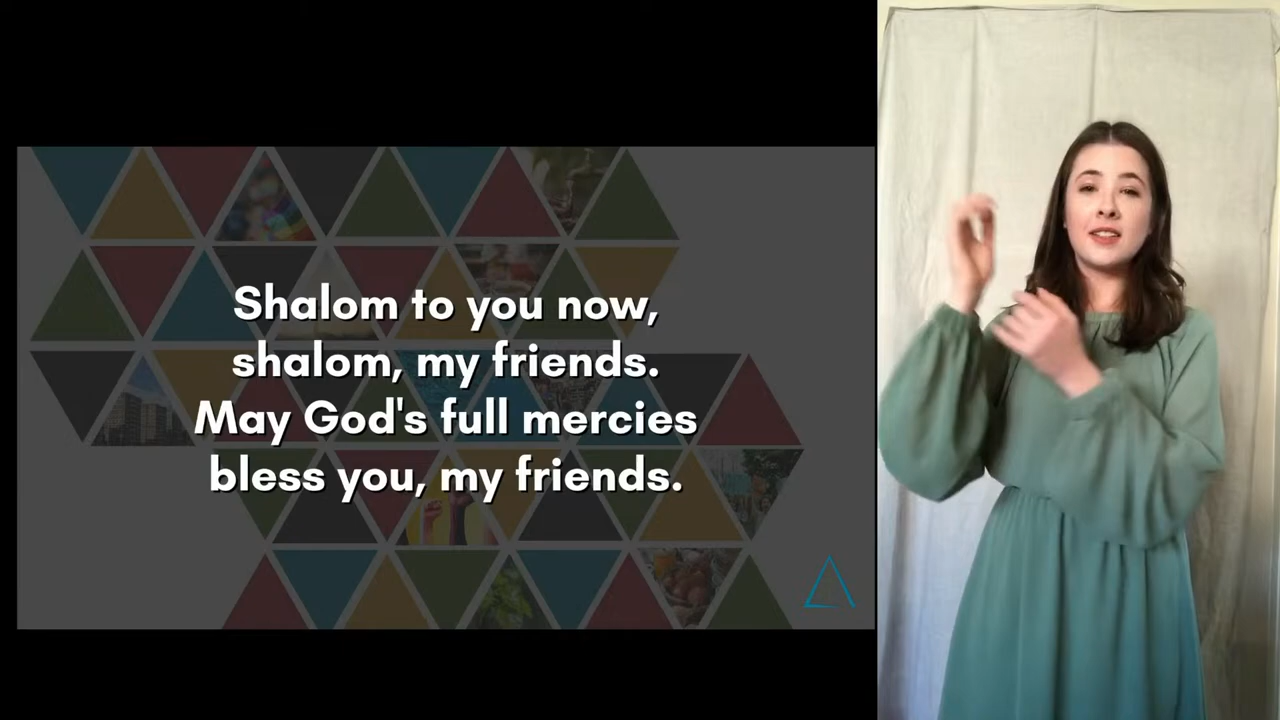 Shalom to you now,
shalom, my friends.
May God's full mercies
bless you, my friends.